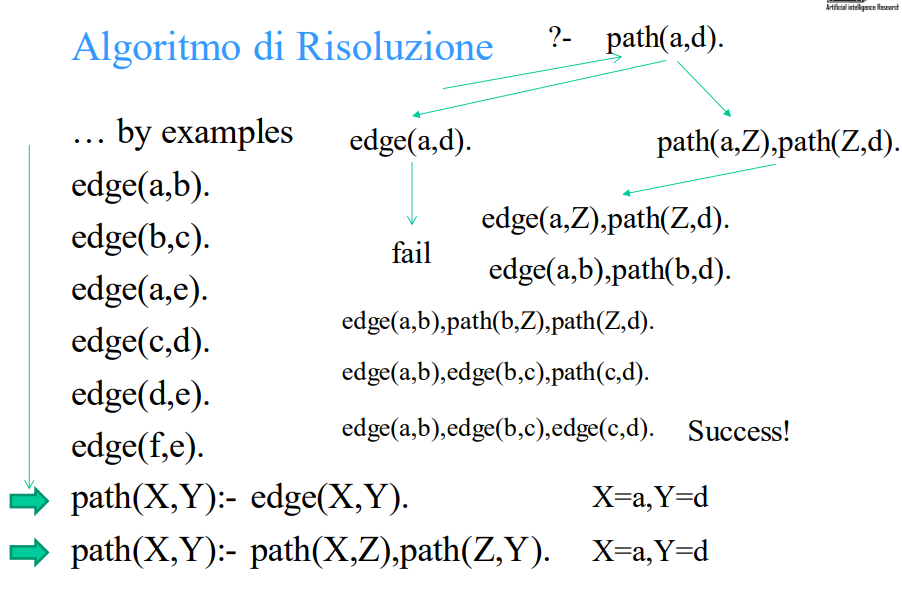 Artificial intelligence Research
Algoritmo di Risoluzione
?- path(a,d).
… by examples
edge(a,d).
path(a,Z),path(Z,d).
edge(a,b).
edge(a,Z),path(Z,d).
edge(b,c).
fail
edge(a,b),path(b,d).
edge(a,e).
edge(a,b),path(b,Z),path(Z,d).
edge(c,d).
edge(a,b),edge(b,c),path(c,d).
edge(d,e).
edge(a,b),edge(b,c),edge(c,d). Success!
edge(f,e).
path(X,Y):- edge(X,Y). X=a,Y=d
path(X,Y):- path(X,Z),path(Z,Y). X=a,Y=d